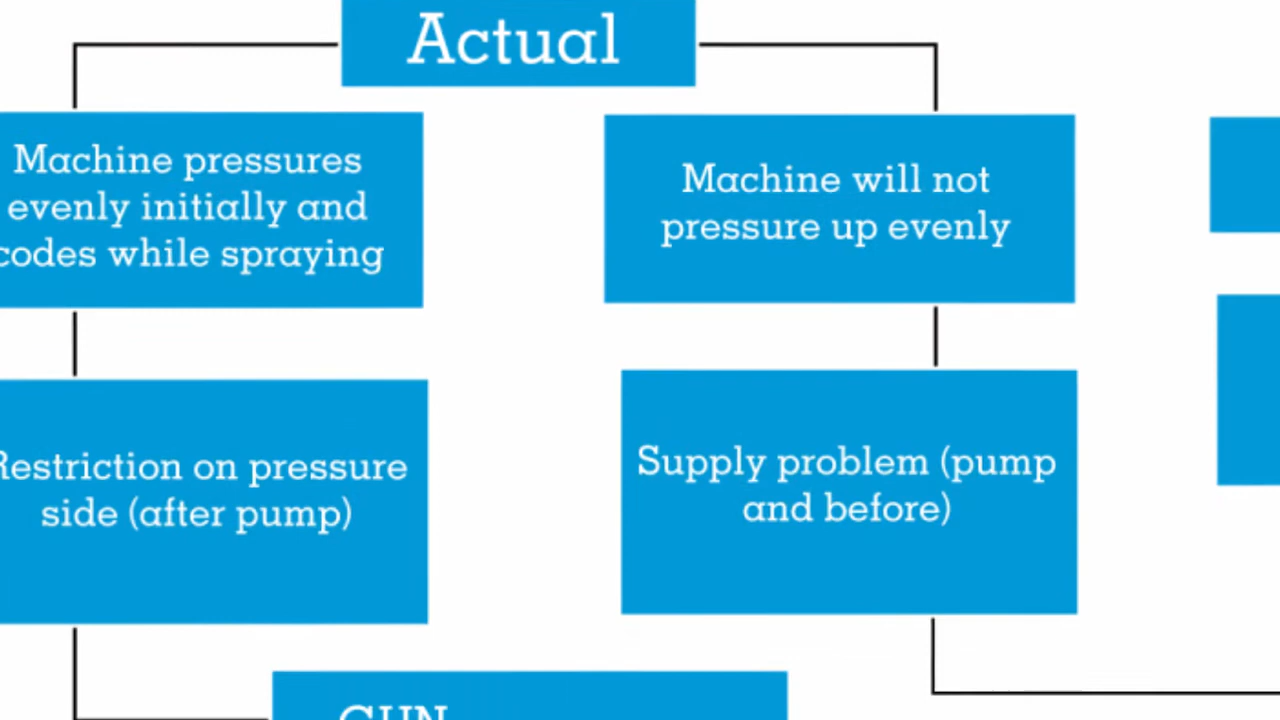 Actual
Machine pressures
evenly initially and
codes while spraying
Machine will not
pressure up evenly
Restriction on pressure
side (after pump)
Supply problem (pump
and before)
GUN